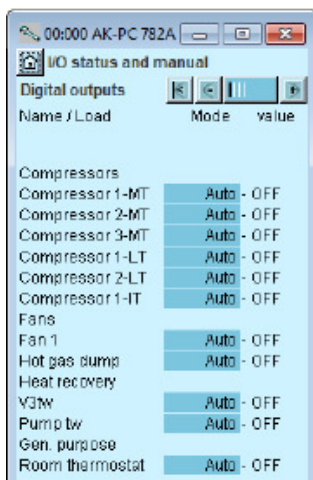 00:000 AK-PC 782A
I/O status and manual
Digital outputs
Name / Load Mode value
Compressors
Compressor 1-MT Auto - OFF
Compressor 2-MT Auto - OFF
Compressor 3-MT Auto - OFF
Compressor 1-LT Auto - OFF
Compressor 2-LT Auto - OFF
Compressor 1-IT Auto - OFF
Fans
Fan 1 Auto - OFF
Hot gas dump Auto - OFF
Heat recovery
V3tw Auto - OFF
Pump tw Auto - OFF
Gen. purpose
Room thermostat Auto - OFF